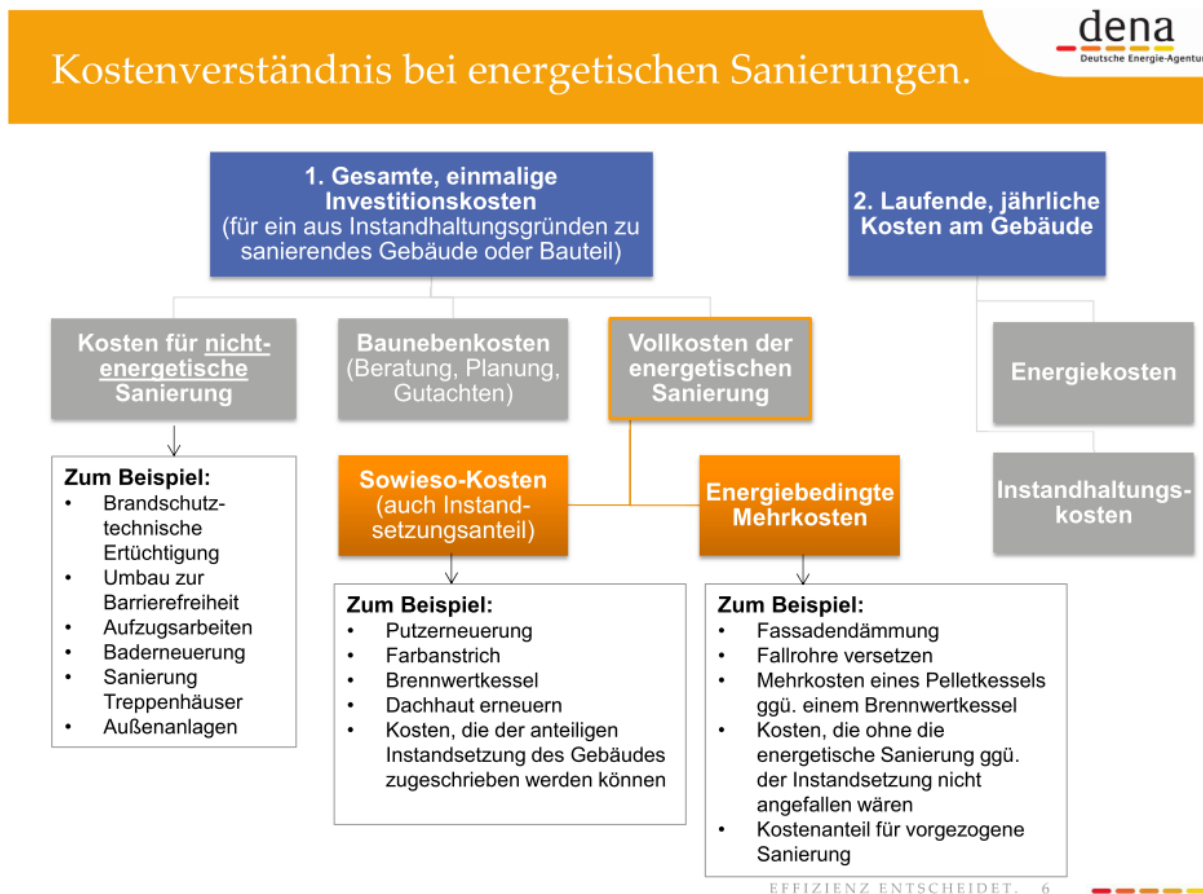 dena
Deutsche Energie-Agentur
Kostenverständnis bei energetischen Sanierungen.
1. Gesamte, einmalige
Investitionskosten
(für ein aus Instandhaltungsgründen zu
sanierendes Gebäude oder Bauteil)
2. Laufende, jährliche
Kosten am Gebäude
Kosten für nicht-
energetische
Sanierung
Baunebenkosten
(Beratung, Planung,
Gutachten)
Vollkosten der
energetischen
Sanierung
Energiekosten
Instandhaltungs-
kosten
Sowieso-Kosten
(auch Instand-
setzungsanteil)
Energiebedingte
Mehrkosten
Zum Beispiel:
• Brandschutz-
technische
Ertüchtigung
• Umbau zur
Barrierefreiheit
• Aufzugsarbeiten
• Baderneuerung
• Sanierung
Treppenhäuser
• Außenanlagen
Zum Beispiel:
• Putzerneuerung
• Farbanstrich
• Brennwertkessel
• Dachhaut erneuern
• Kosten, die der anteiligen
Instandsetzung des Gebäudes
zugeschrieben werden können
Zum Beispiel:
• Fassadendämmung
• Fallrohre versetzen
• Mehrkosten eines Pelletkessels
ggü. einem Brennwertkessel
• Kosten, die ohne die
energetische Sanierung ggü.
der Instandsetzung nicht
angefallen wären
• Kostenanteil für vorgezogene
Sanierung
EFFIZIENZ ENTSCHEIDET. 6